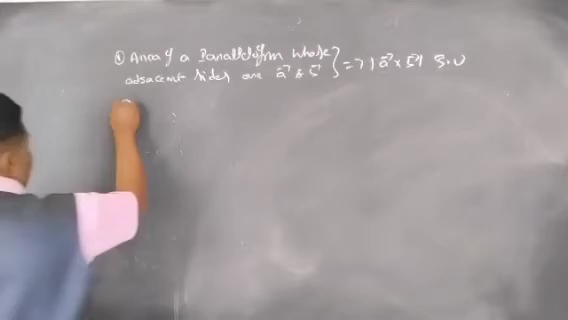 ① Area of a Parallelogram whose } => |a⃗ × b⃗| S.U
adjacent sides are a⃗ & b⃗